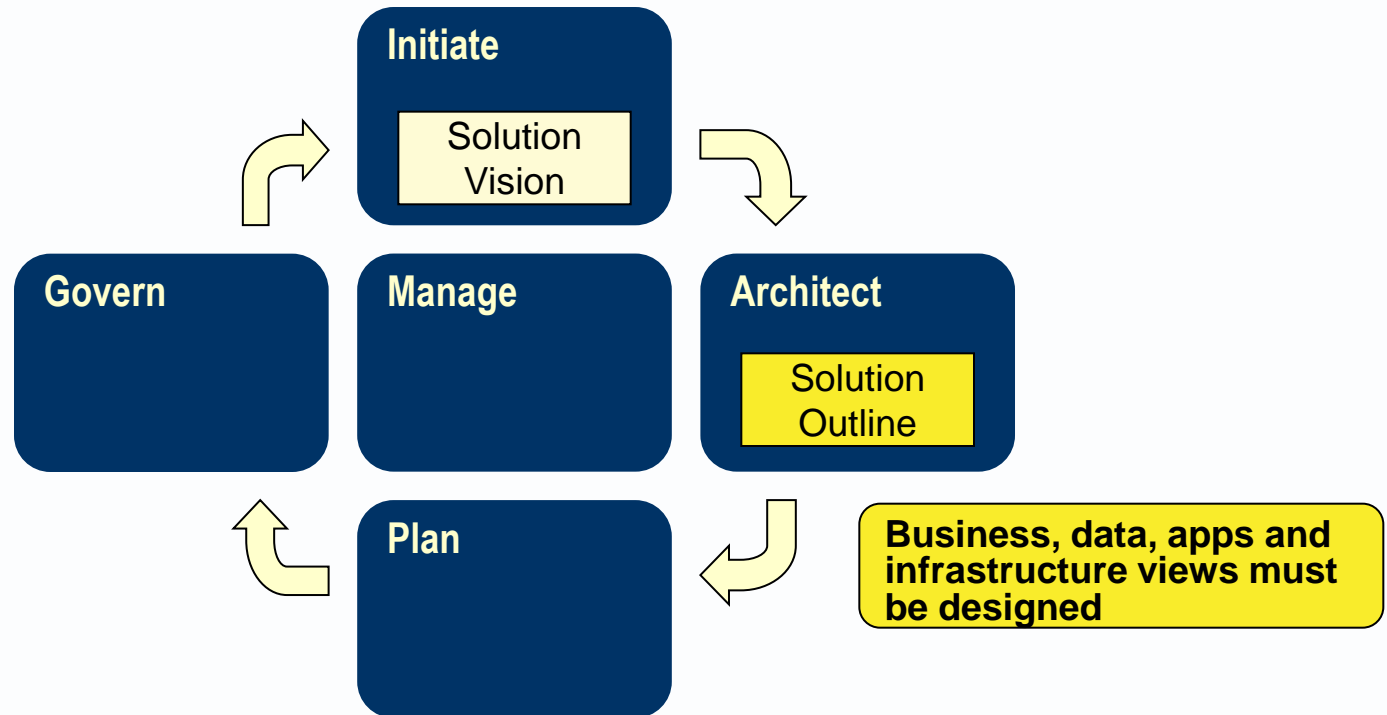 Initiate
Solution
Vision
Govern
Manage
Architect
Solution
Outline
Plan
Business, data, apps and
infrastructure views must
be designed